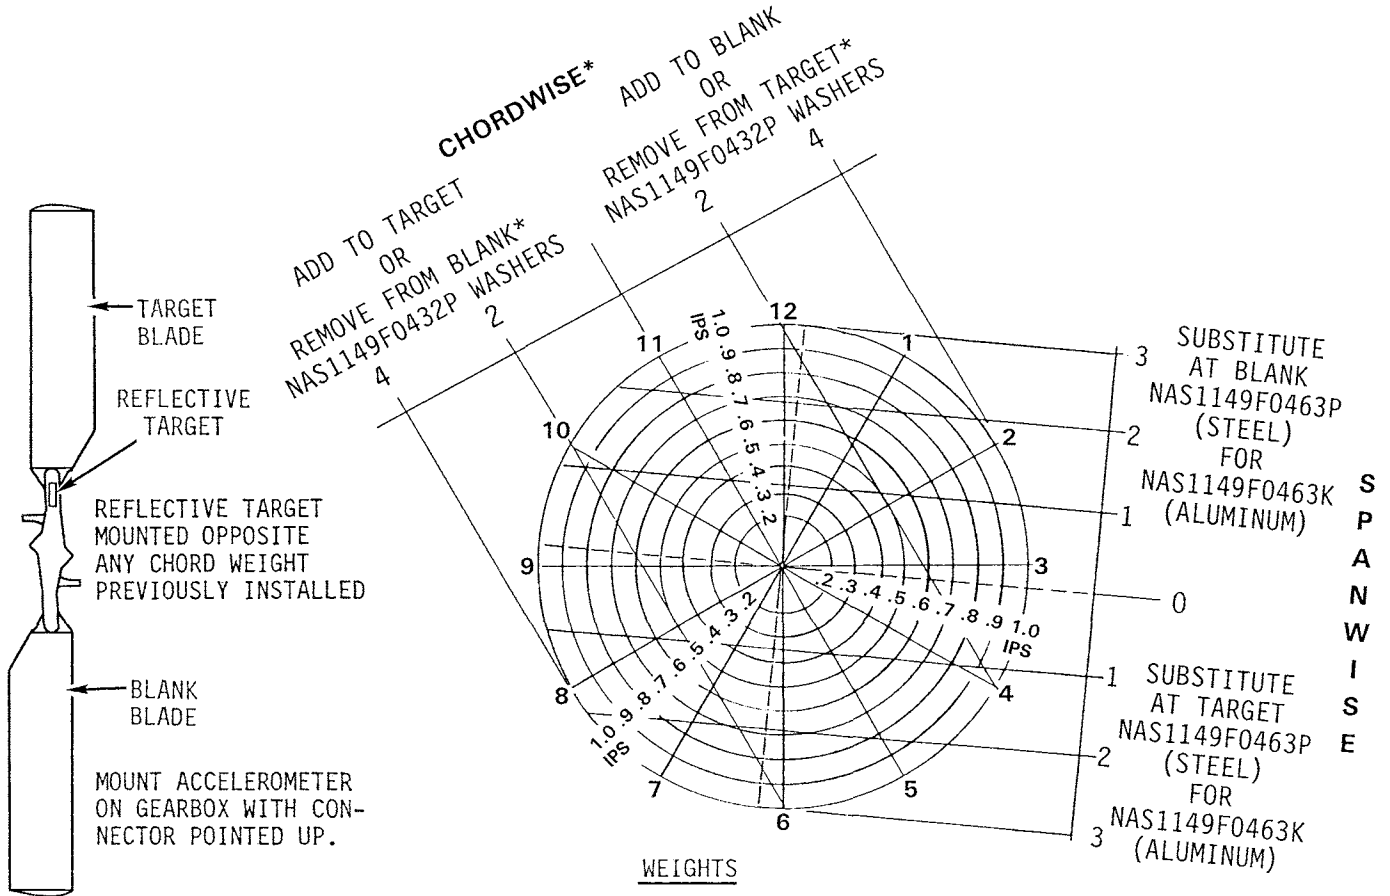 CHORDWISE*
ADD TO TARGET
OR
REMOVE FROM BLANK*
NAS1149F0432P WASHERS
4
2
ADD TO BLANK
OR
REMOVE FROM TARGET*
NAS1149F0432P WASHERS
2
4
TARGET
BLADE
REFLECTIVE
TARGET
REFLECTIVE TARGET
MOUNTED OPPOSITE
ANY CHORD WEIGHT
PREVIOUSLY INSTALLED
BLANK
BLADE
MOUNT ACCELEROMETER
ON GEARBOX WITH CON-
NECTOR POINTED UP.
12
1
2
3
4
5
6
7
8
9
10
11
IPS
1.0 .9 .8 .7 .6 .5 .4 .3 .2
.2 .3 .4 .5 .6 .7 .8 .9 1.0
IPS
1.0 .9 .8 .7 .6 .5 .4 .3 .2
IPS
3
2
1
0
1
2
3
SUBSTITUTE
AT BLANK
NAS1149F0463P
(STEEL)
FOR
NAS1149F0463K
(ALUMINUM)
SUBSTITUTE
AT TARGET
NAS1149F0463P
(STEEL)
FOR
NAS1149F0463K
(ALUMINUM)
SPANWISE
WEIGHTS